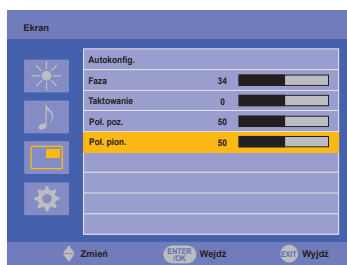 Ekran
Autokonfig.
Faza 34
Taktowanie 0
Poł. poz. 50
Poł. pion. 50
Zmień ENTER/OK Wejdź EXIT Wyjdź